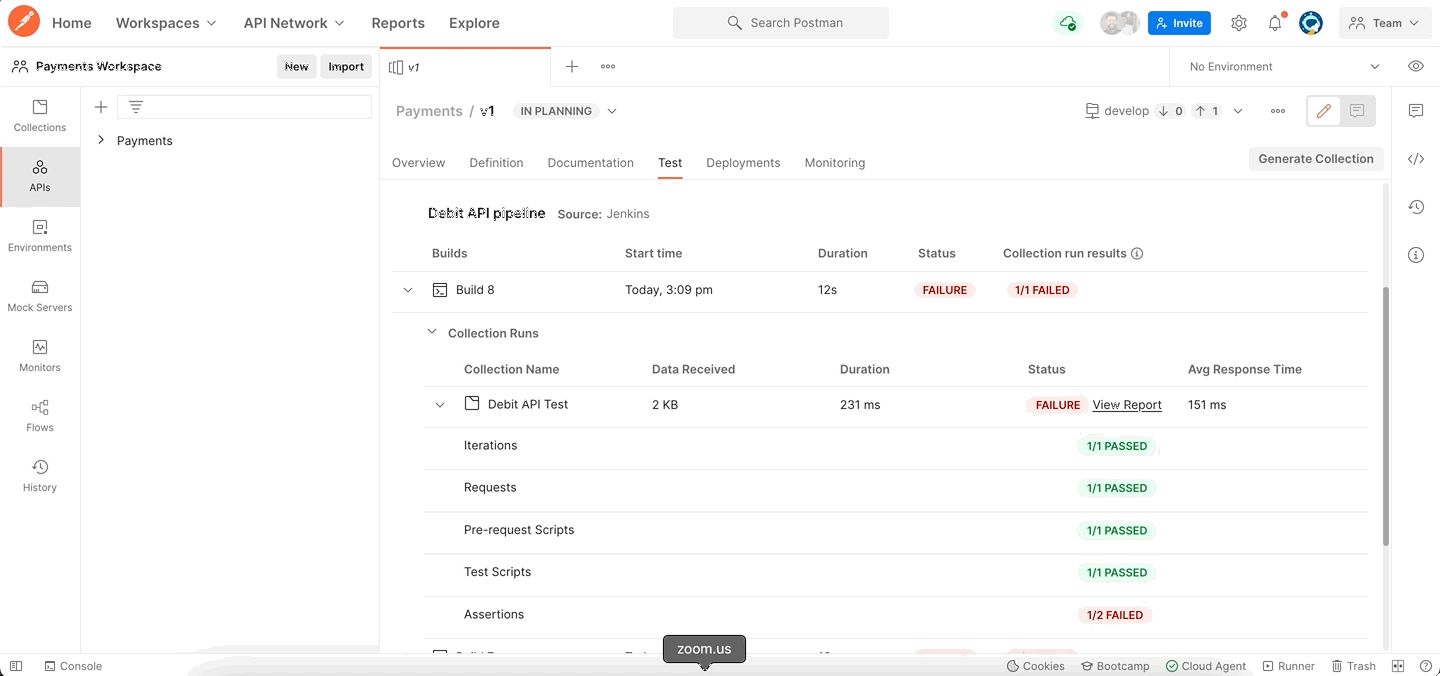 Home Workspaces API Network Reports Explore Search Postman Invite Team
Payments Workspace New Import v1 No Environment
Payments / v1 IN PLANNING develop ↓ 0 ↑ 1
Collections
Payments
APIs
Environments
Mock Servers
Monitors
Flows
History
Overview Definition Documentation Test Deployments Monitoring Generate Collection
Debit API pipeline Source: Jenkins
Builds Start time Duration Status Collection run results
Build 8 Today, 3:09 pm 12s FAILURE 1/1 FAILED
Collection Runs
Collection Name Data Received Duration Status Avg Response Time
Debit API Test 2 KB 231 ms FAILURE View Report 151 ms
Iterations 1/1 PASSED
Requests 1/1 PASSED
Pre-request Scripts 1/1 PASSED
Test Scripts 1/1 PASSED
Assertions 1/2 FAILED
zoom.us
Console Cookies Bootcamp Cloud Agent Runner Trash